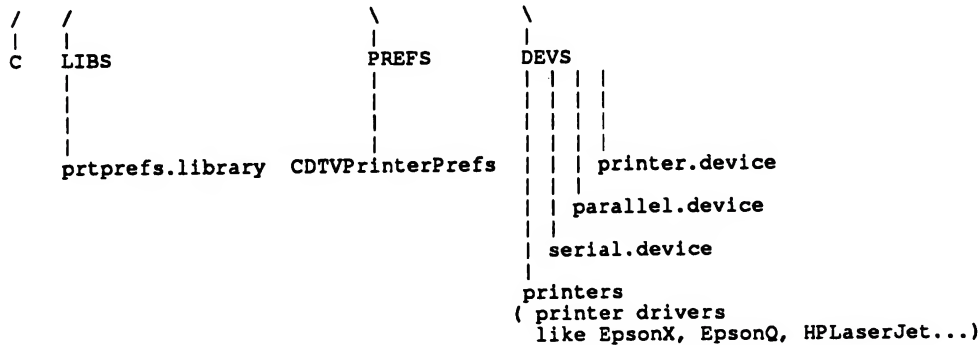 C LIBS PREFS DEVS
prtprefs.library CDTVPrinterPrefs printer.device
parallel.device
serial.device
printers
( printer drivers
like EpsonX, EpsonQ, HPLaserJet...)